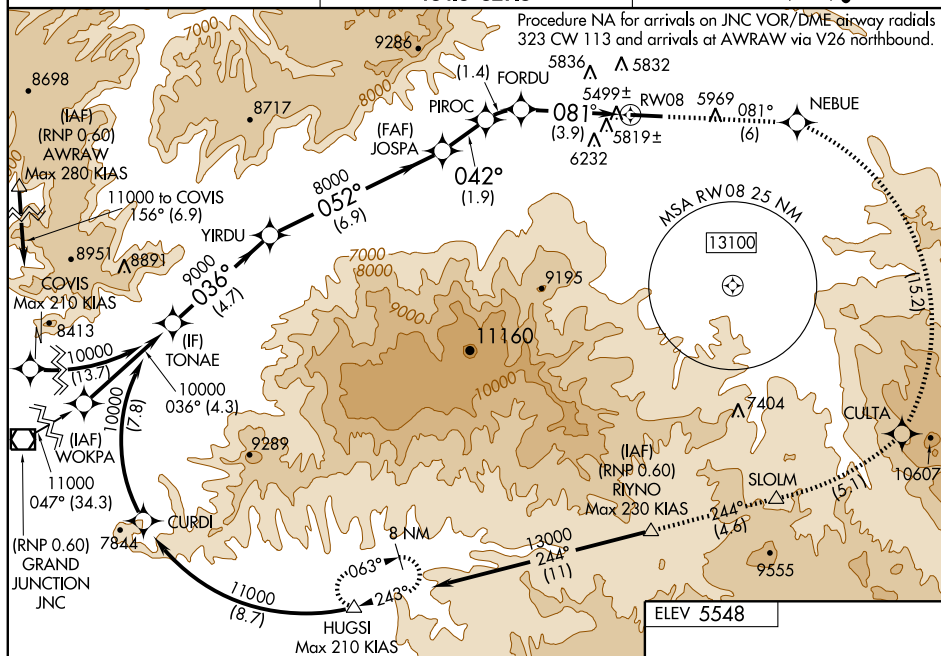 Procedure NA for arrivals on JNC VOR/DME airway radials
323 CW 113 and arrivals at AWRAW via V26 northbound.
7000
9286
8000
8698
8717
(IAF)
(RNP 0.60)
AWRAW
Max 280 KIAS
11000 to COVIS
156° (6.9)
8951
8891
COVIS
Max 210 KIAS
8413
10000
(13.7)
(IF)
TONAE
10000
036° (4.3)
(IAF)
WOKPA
11000
047° (34.3)
(RNP 0.60)
GRAND
JUNCTION
JNC
10000
(7.8)
CURDI
7844
9289
11000
(8.7)
HUGSI
Max 210 KIAS
063°
8 NM
243°
13000
244°
(11)
(IAF)
(RNP 0.60)
RIYNO
Max 230 KIAS
244°
(4.6)
SLOLM
(5.1)
CULTA
10607
9555
7404
(15.2)
YIRDU
9000
036°
(4.7)
8000
052°
(6.9)
(FAF)
JOSPA
042°
(1.9)
PIROC
(1.4)
FORDU
081°
(3.9)
5836
5832
5499±
5819±
6232
RW08
5969
081°
(6)
NEBUE
MSA RW08 25 NM
13100
7000
8000
9000
9195
11160
10000
ELEV 5548